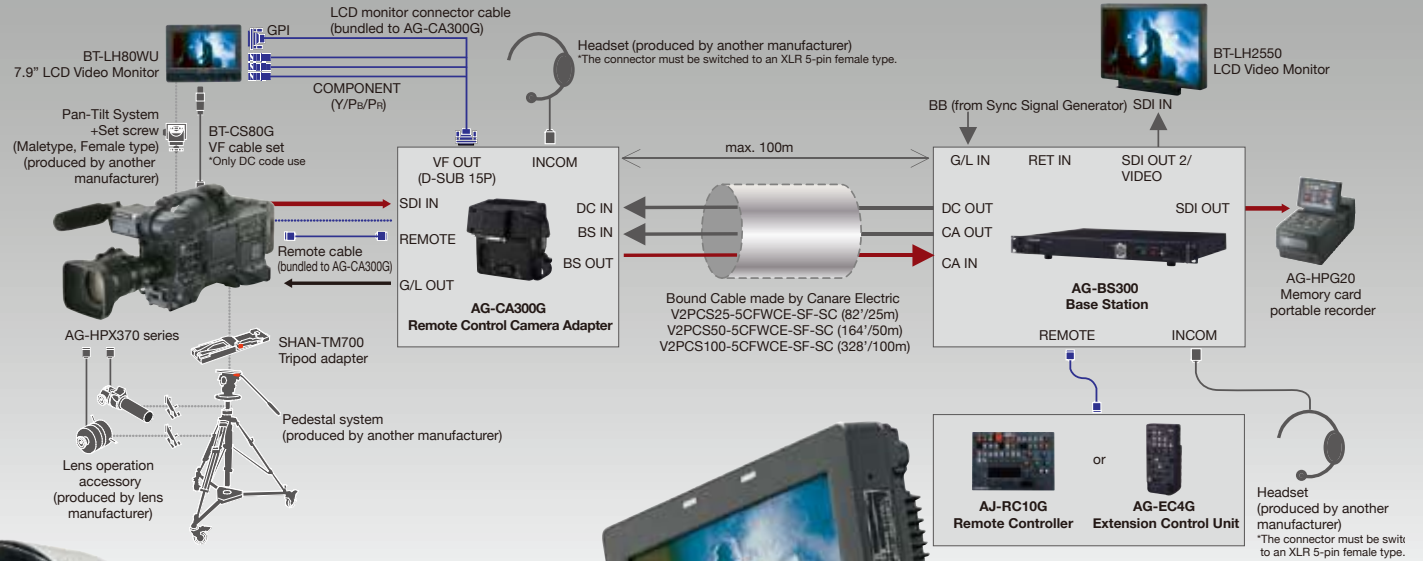 LCD monitor connector cable
(bundled to AG-CA300G)
GPI
BT-LH80WU
7.9" LCD Video Monitor
COMPONENT
(Y/PB/PR)
Headset (produced by another manufacturer)
*The connector must be switched to an XLR 5-pin female type.
BT-LH2550
LCD Video Monitor
Pan-Tilt System
+Set screw
(Maletype, Female type)
(produced by another
manufacturer)
BT-CS80G
VF cable set
*Only DC code use
BB (from Sync Signal Generator)
SDI IN
VF OUT
(D-SUB 15P)
INCOM
SDI IN
REMOTE
G/L OUT
DC IN
BS IN
BS OUT
AG-CA300G
Remote Control Camera Adapter
Remote cable
(bundled to AG-CA300G)
max. 100m
Bound Cable made by Canare Electric
V2PCS25-5CFWCE-SF-SC (82'/25m)
V2PCS50-5CFWCE-SF-SC (164'/50m)
V2PCS100-5CFWCE-SF-SC (328'/100m)
G/L IN
RET IN
SDI OUT 2/
VIDEO
DC OUT
CA OUT
CA IN
SDI OUT
AG-BS300
Base Station
REMOTE
INCOM
AG-HPG20
Memory card
portable recorder
AG-HPX370 series
SHAN-TM700
Tripod adapter
Pedestal system
(produced by another manufacturer)
Lens operation
accessory
(produced by lens
manufacturer)
AJ-RC10G
Remote Controller
or
AG-EC4G
Extension Control Unit
Headset
(produced by another
manufacturer)
*The connector must be switc
to an XLR 5-pin female type.